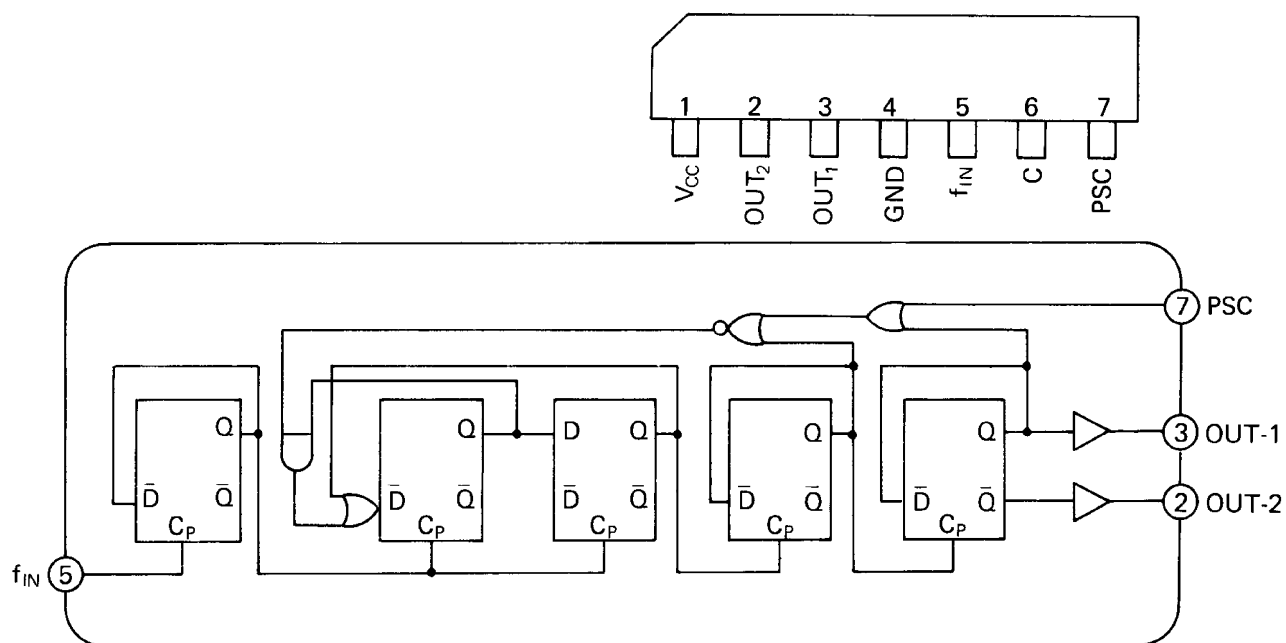 1 2 3 4 5 6 7
V_CC OUT_2 OUT_1 GND f_IN C PSC
7 PSC
Q Q D Q Q Q
3 OUT-1
D̄ Q̄ D̄ Q̄ D̄ Q̄ D̄ Q̄ D̄ Q̄
2 OUT-2
C_P C_P C_P C_P C_P
f_IN 5